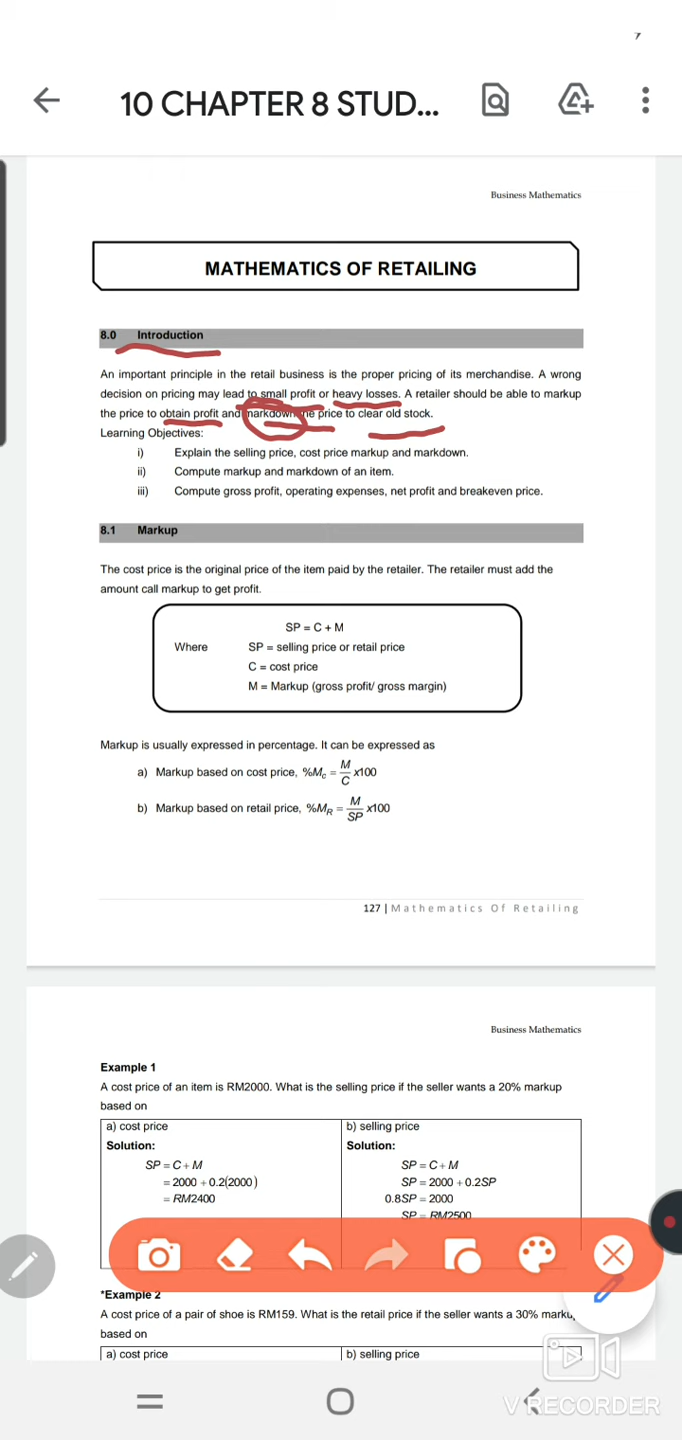 7
10 CHAPTER 8 STUD...
Business Mathematics
MATHEMATICS OF RETAILING
8.0 Introduction
An important principle in the retail business is the proper pricing of its merchandise. A wrong
decision on pricing may lead to small profit or heavy losses. A retailer should be able to markup
the price to obtain profit and markdown the price to clear old stock.
Learning Objectives:
i) Explain the selling price, cost price markup and markdown.
ii) Compute markup and markdown of an item.
iii) Compute gross profit, operating expenses, net profit and breakeven price.
8.1 Markup
The cost price is the original price of the item paid by the retailer. The retailer must add the
amount call markup to get profit.
SP = C + M
Where SP = selling price or retail price
C = cost price
M = Markup (gross profit/ gross margin)
Markup is usually expressed in percentage. It can be expressed as
a) Markup based on cost price, %Mc = M/C x100
b) Markup based on retail price, %MR = M/SP x100
127 | Mathematics Of Retailing
Business Mathematics
Example 1
A cost price of an item is RM2000. What is the selling price if the seller wants a 20% markup
based on
a) cost price b) selling price
Solution: Solution:
SP = C + M SP = C + M
= 2000 + 0.2(2000) SP = 2000 + 0.2SP
= RM2400 0.8SP = 2000
SP = RM2500
*Example 2
A cost price of a pair of shoe is RM159. What is the retail price if the seller wants a 30%
based on
a) cost price b) selling price
V RECORDER